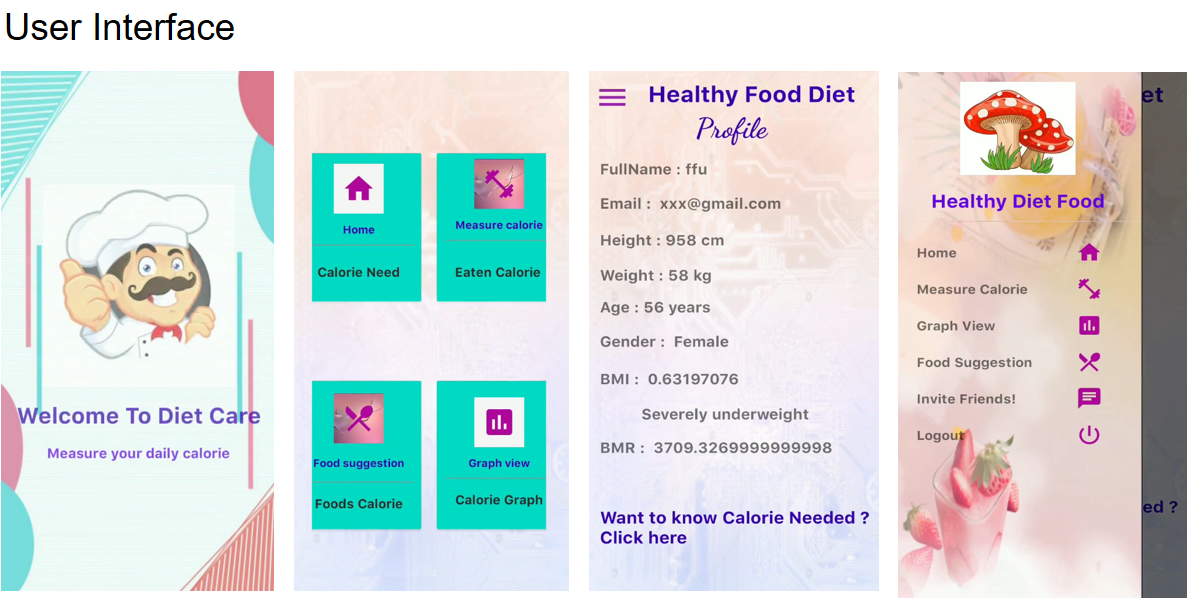 User Interface
Welcome To Diet Care
Measure your daily calorie
Home
Calorie Need
Measure calorie
Eaten Calorie
Food suggestion
Foods Calorie
Graph view
Calorie Graph
Healthy Food Diet
Profile
FullName : ffu
Email :  xxx@gmail.com
Height : 958 cm
Weight : 58 kg
Age : 56 years
Gender :  Female
BMI :  0.63197076
Severely underweight
BMR :  3709.3269999999998
Want to know Calorie Needed ?
Click here
et
Healthy Diet Food
Home
Measure Calorie
Graph View
Food Suggestion
Invite Friends!
Logout
ed ?